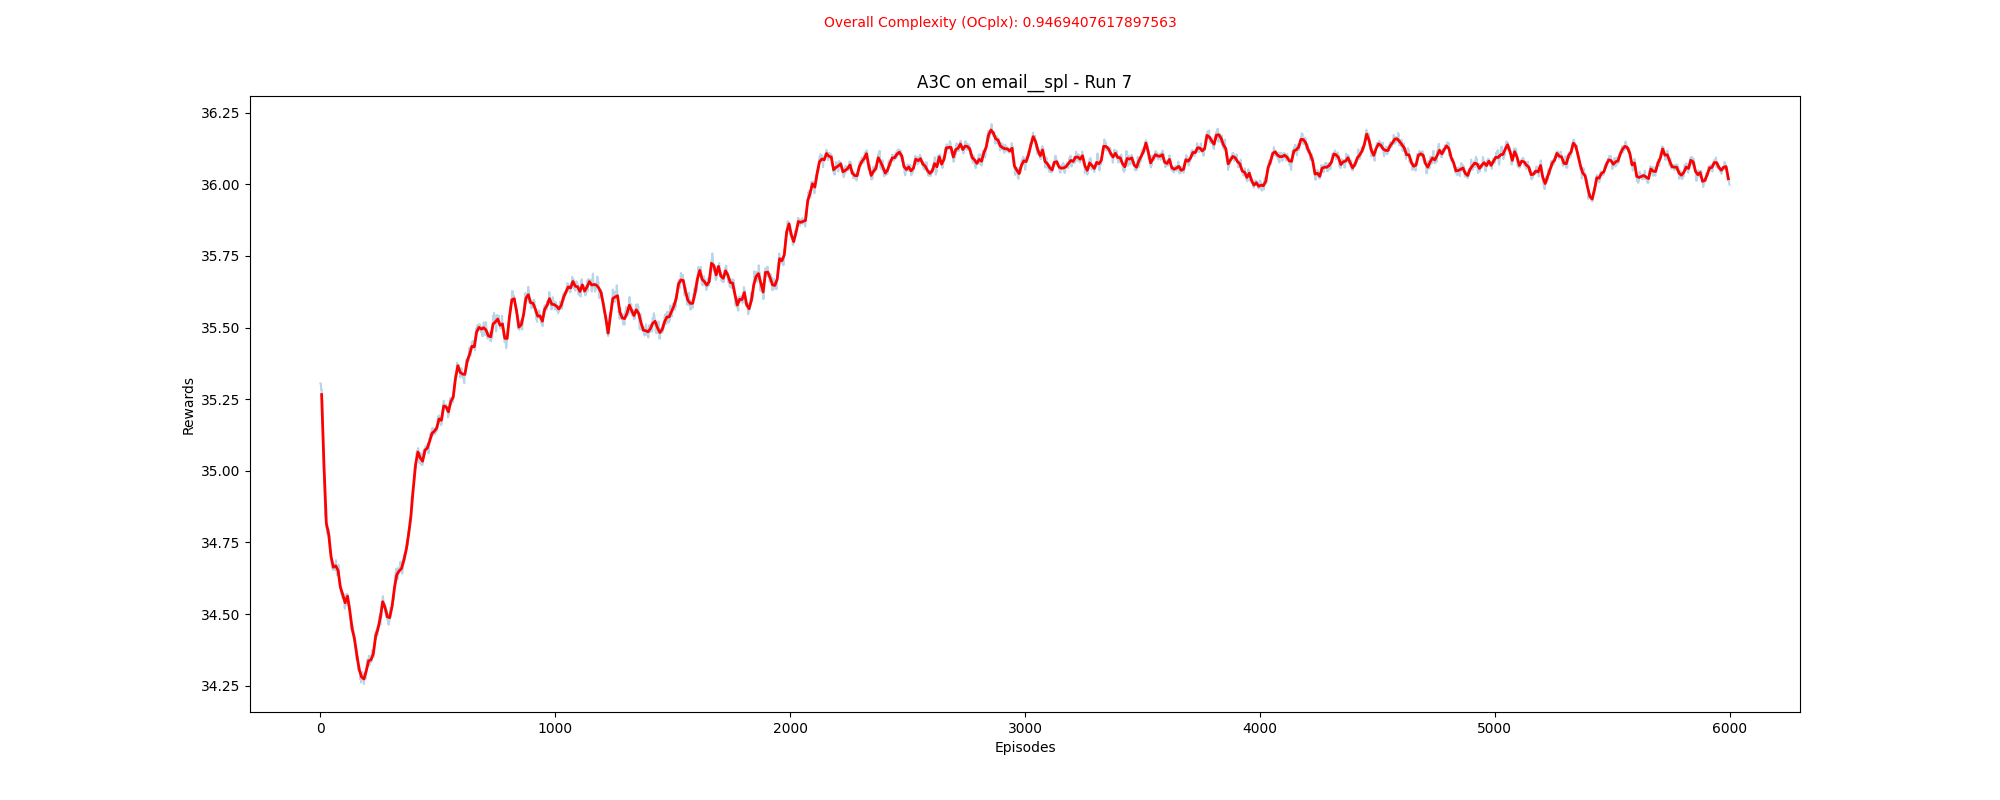 Overall Complexity (OCplx): 0.9469407617897563
A3C on email__spl - Run 7
36.25
36.00
35.75
35.50
35.25
35.00
34.75
34.50
34.25
Rewards
0 1000 2000 3000 4000 5000 6000
Episodes